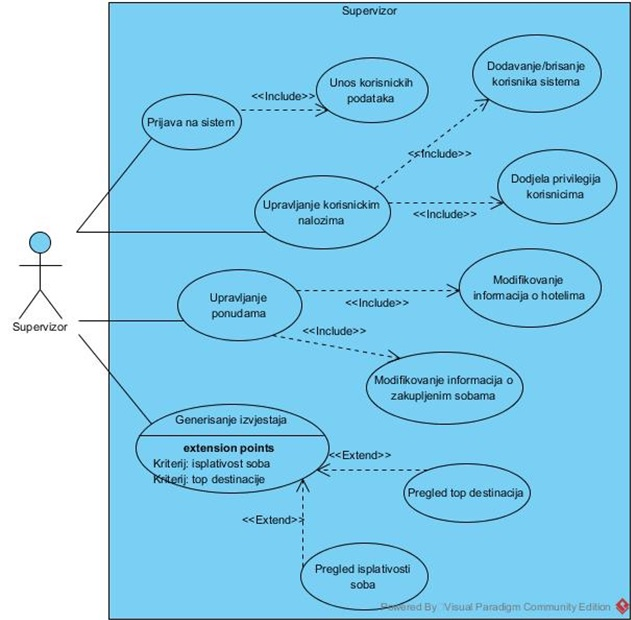 Supervizor
Dodavanje/brisanje
korisnika sistema
Unos korisnickih
podataka
<<Include>>
Prijava na sistem
<<Include>>
Dodjela privilegija
korisnicima
Upravljanje korisnickim
nalozima
<<Include>>
Supervizor
Upravljanje
ponudama
<<Include>>
Modifikovanje
informacija o hotelima
<<Include>>
Modifikovanje informacija o
zakupljenim sobama
Generisanje izvjestaja
extension points
Kriterij: isplativost soba
Kriterij: top destinacije
<<Extend>>
Pregled top destinacija
<<Extend>>
Pregled isplativosti
soba
Powered By Visual Paradigm Community Edition